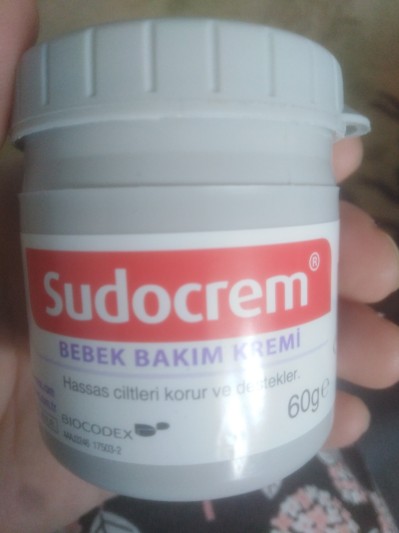 Sudocrem®
BEBEK BAKIM KREMİ
Hassas ciltleri korur ve destekler.
60g e
BIOCODEX